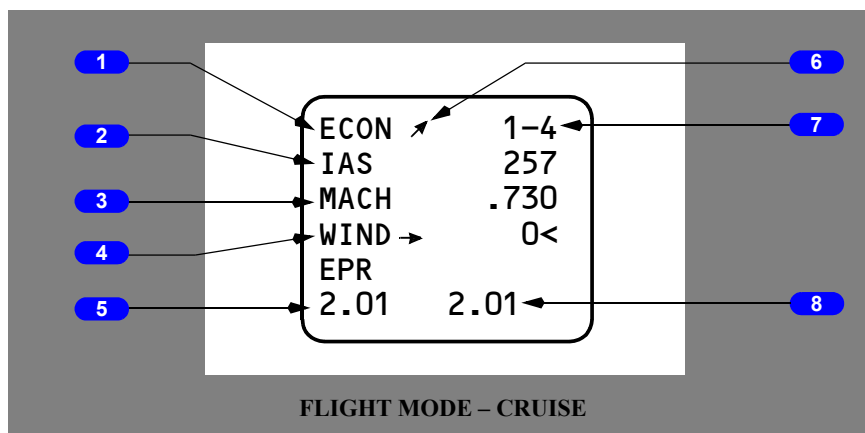 1
2
3
4
5
6
7
8
ECON 1-4
IAS 257
MACH .730
WIND 0<
EPR
2.01 2.01
FLIGHT MODE – CRUISE